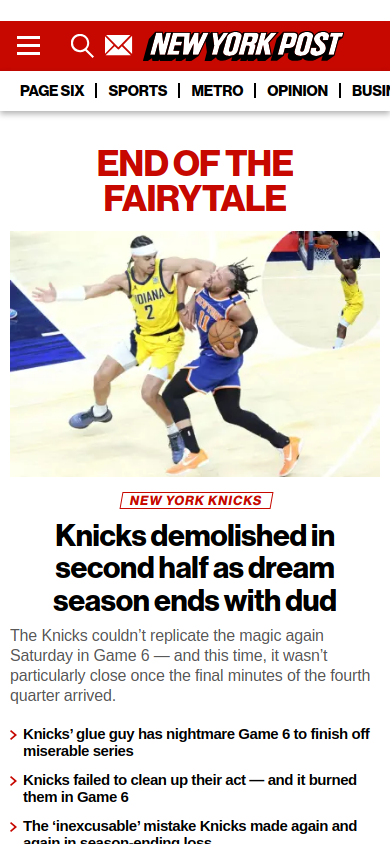 NEW YORK POST
PAGE SIX | SPORTS | METRO | OPINION | BUSIN
END OF THE
FAIRYTALE
INDIANA
2
NEW YORK
11
NEW YORK KNICKS
Knicks demolished in
second half as dream
season ends with dud
The Knicks couldn’t replicate the magic again
Saturday in Game 6 — and this time, it wasn’t
particularly close once the final minutes of the fourth
quarter arrived.
Knicks’ glue guy has nightmare Game 6 to finish off
miserable series
Knicks failed to clean up their act — and it burned
them in Game 6
The ‘inexcusable’ mistake Knicks made again and
again in season-ending loss